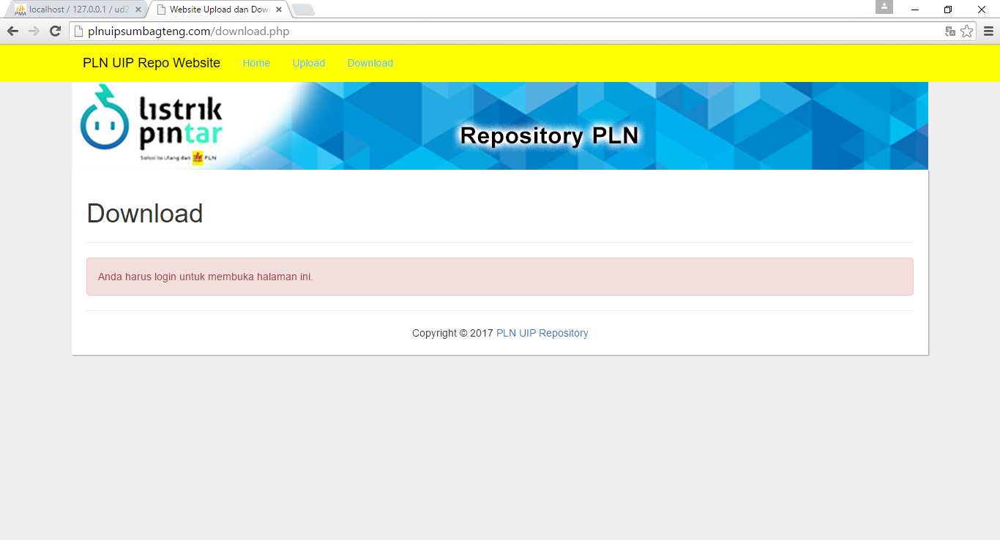 localhost / 127.0.0.1 / ud2
Website Upload dan Dow
plnuipsumbagteng.com/download.php
PLN UIP Repo Website Home Upload Download
listrik
pintar
Solusi Isi Ulang dari PLN
Repository PLN
Download
Anda harus login untuk membuka halaman ini.
Copyright © 2017 PLN UIP Repository